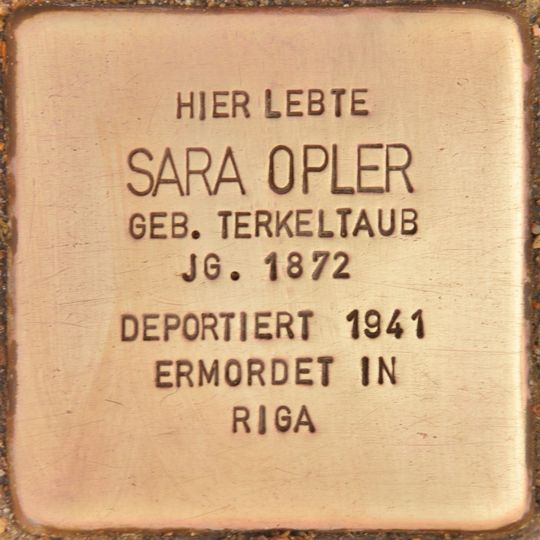 HIER LEBTE
SARA OPLER
GEB. TERKELTAUB
JG. 1872
DEPORTIERT 1941
ERMORDET IN
RIGA